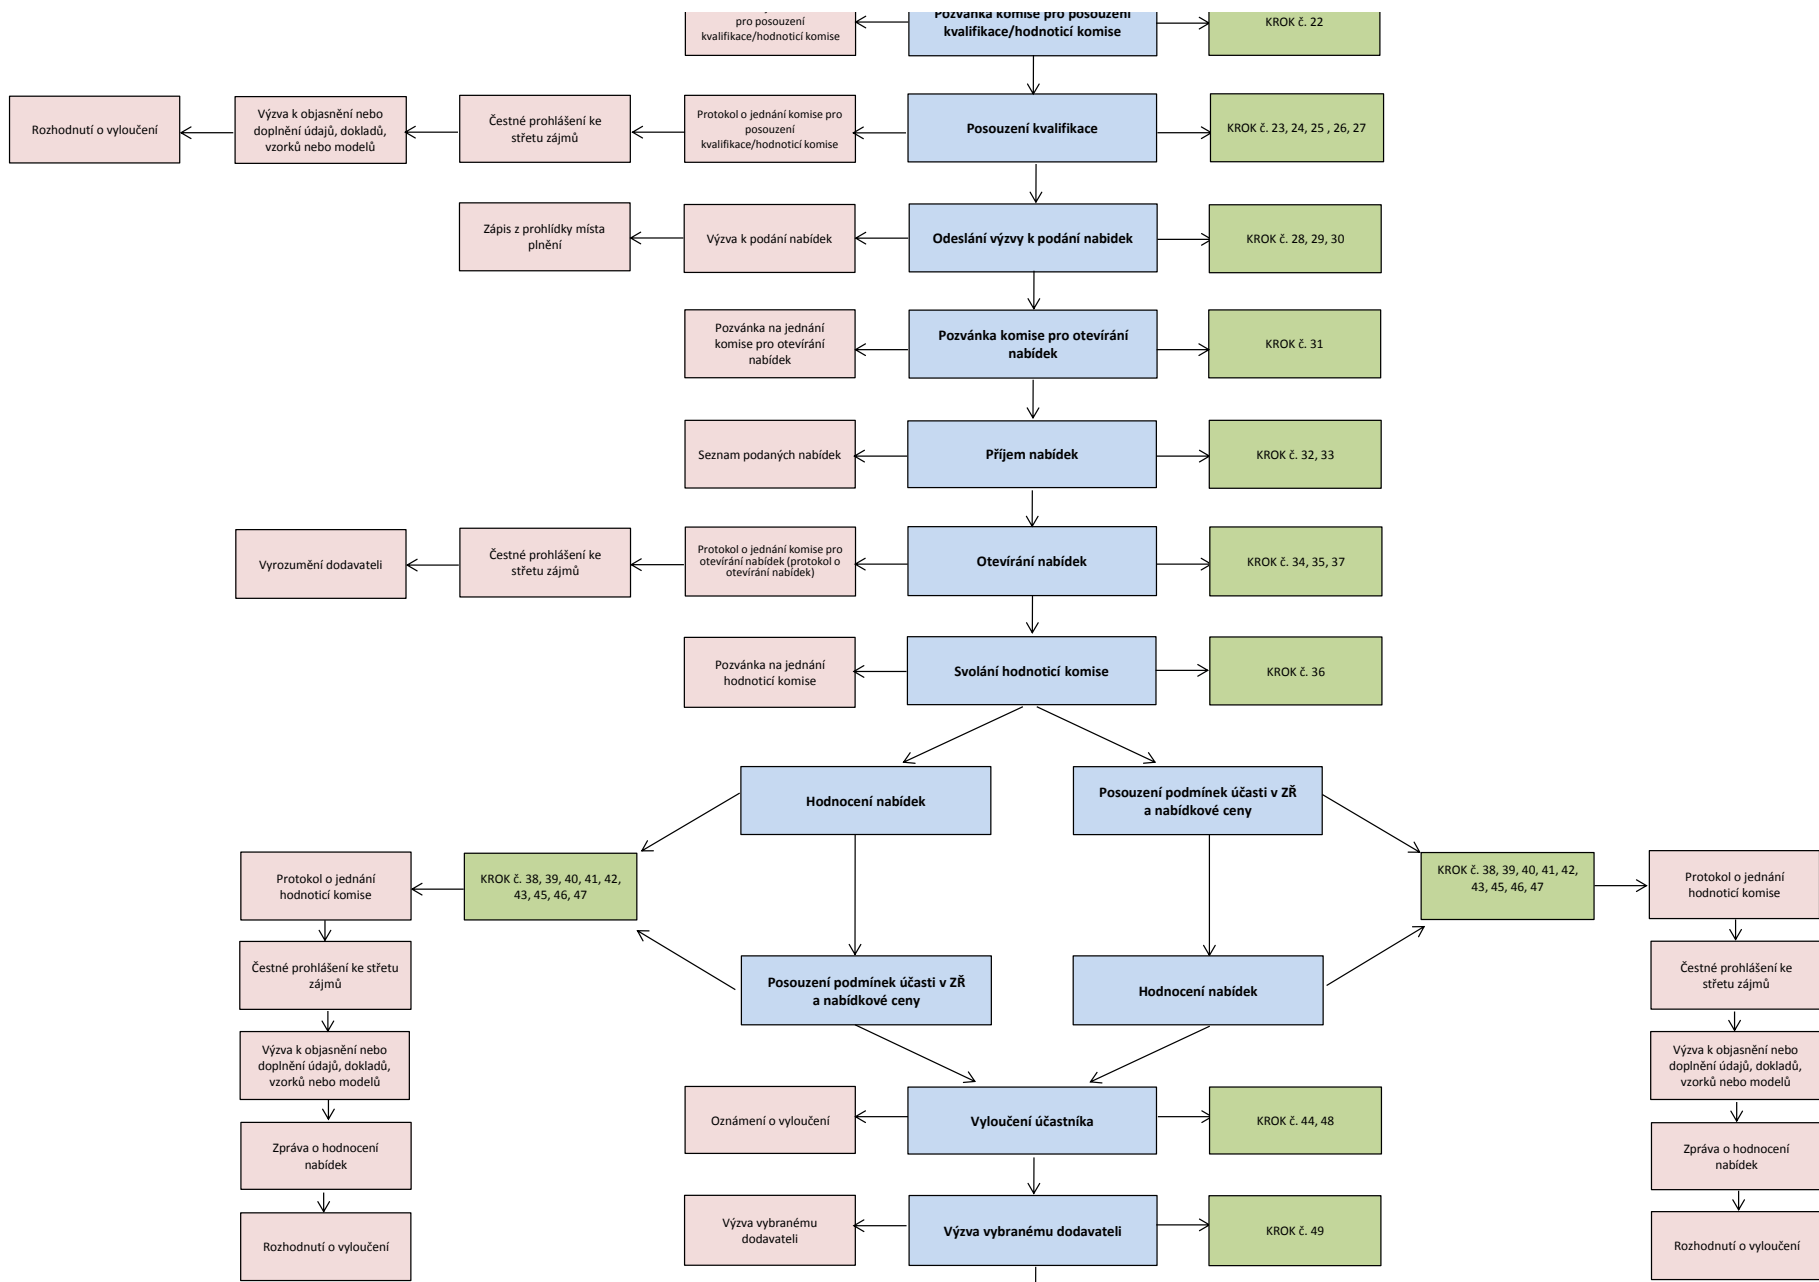 pro posouzení
kvalifikace/hodnoticí komise
Pozvánka komise pro posouzení
kvalifikace/hodnoticí komise
KROK č. 22
Rozhodnutí o vyloučení
Výzva k objasnění nebo
doplnění údajů, dokladů,
vzorků nebo modelů
Čestné prohlášení ke
střetu zájmů
Protokol o jednání komise pro
posouzení
kvalifikace/hodnoticí komise
Posouzení kvalifikace
KROK č. 23, 24, 25 , 26, 27
Zápis z prohlídky místa
plnění
Výzva k podání nabídek
Odeslání výzvy k podání nabidek
KROK č. 28, 29, 30
Pozvánka na jednání
komise pro otevírání
nabídek
Pozvánka komise pro otevírání
nabídek
KROK č. 31
Seznam podaných nabídek
Příjem nabídek
KROK č. 32, 33
Vyrozumění dodavateli
Čestné prohlášení ke
střetu zájmů
Protokol o jednání komise pro
otevírání nabídek (protokol o
otevírání nabídek)
Otevírání nabídek
KROK č. 34, 35, 37
Pozvánka na jednání
hodnoticí komise
Svolání hodnoticí komise
KROK č. 36
Hodnocení nabídek
Posouzení podmínek účasti v ZŘ
a nabídkové ceny
Protokol o jednání
hodnoticí komise
KROK č. 38, 39, 40, 41, 42,
43, 45, 46, 47
KROK č. 38, 39, 40, 41, 42,
43, 45, 46, 47
Protokol o jednání
hodnoticí komise
Čestné prohlášení ke střetu
zájmů
Posouzení podmínek účasti v ZŘ
a nabídkové ceny
Hodnocení nabídek
Čestné prohlášení ke
střetu zájmů
Výzva k objasnění nebo
doplnění údajů, dokladů,
vzorků nebo modelů
Výzva k objasnění nebo
doplnění údajů, dokladů,
vzorků nebo modelů
Oznámení o vyloučení
Vyloučení účastníka
KROK č. 44, 48
Zpráva o hodnocení
nabídek
Zpráva o hodnocení
nabídek
Výzva vybranému
dodavateli
Výzva vybranému dodavateli
KROK č. 49
Rozhodnutí o vyloučení
Rozhodnutí o vyloučení